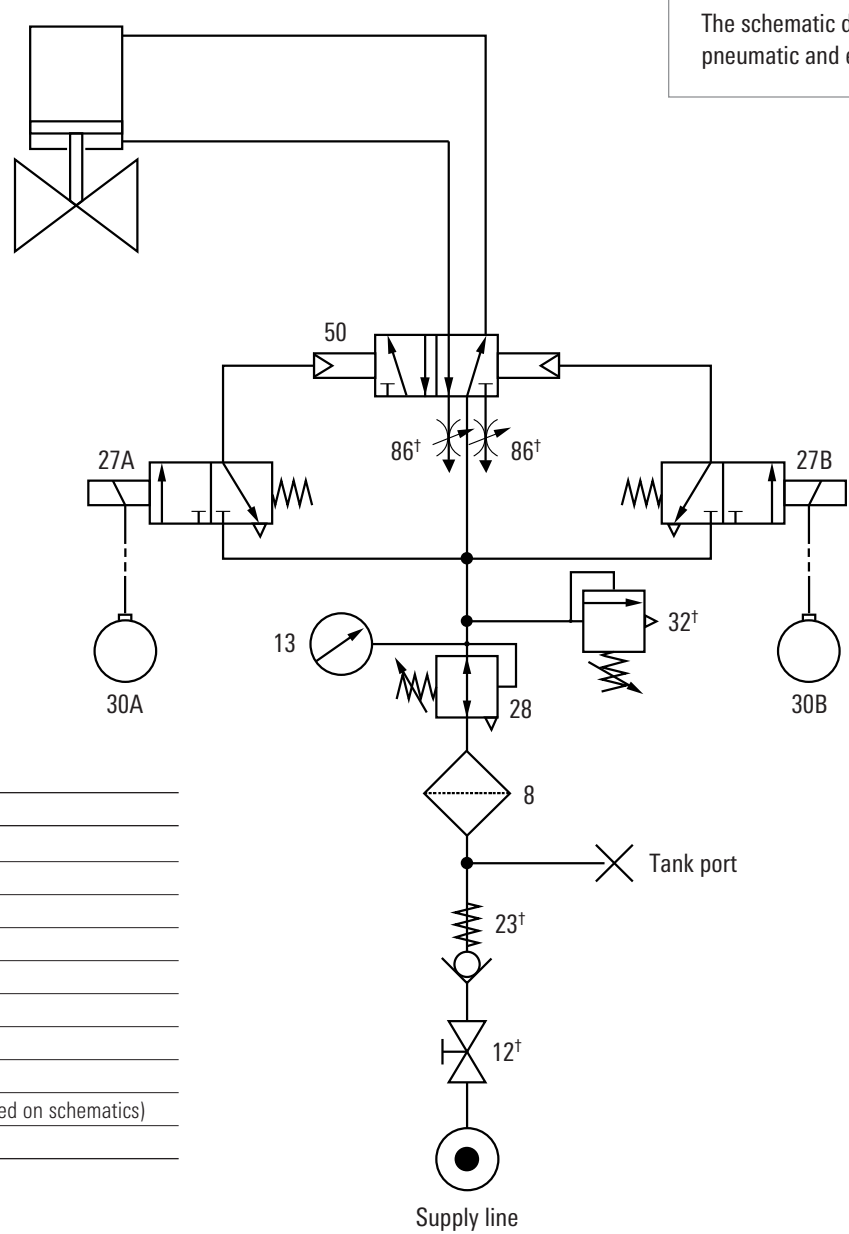 The schematic d
pneumatic and e
50
86† 86†
27A
27B
13
32†
30A
28
30B
8
Tank port
23†
12†
ed on schematics)
Supply line